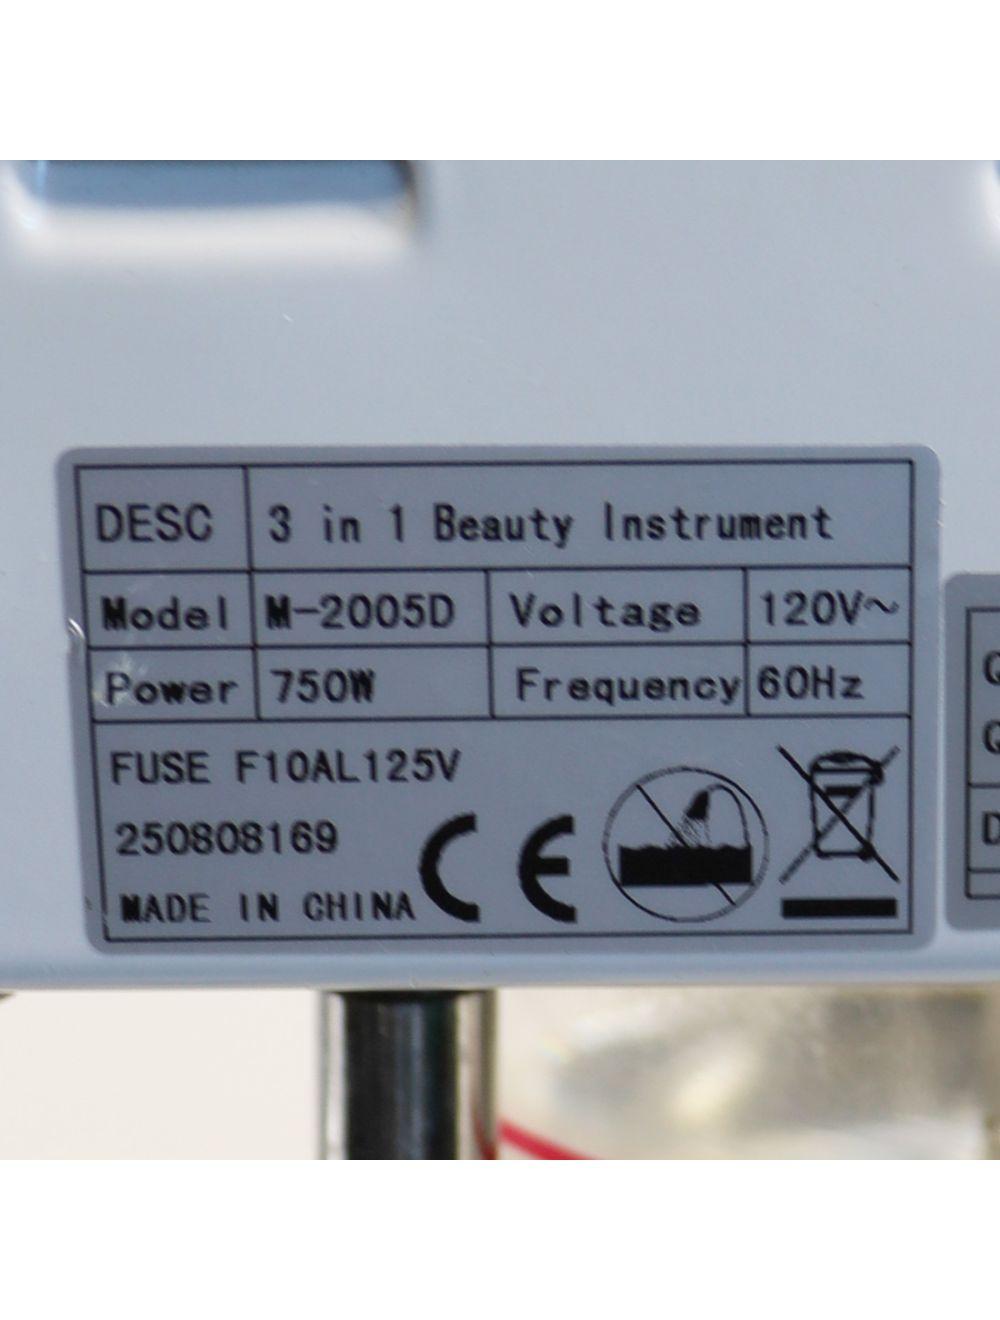 DESC 3 in 1 Beauty Instrument
Model M-2005D Voltage 120V~
Power 750W Frequency 60Hz
FUSE F10AL125V
250808169
MADE IN CHINA
CE
Q
Q
D